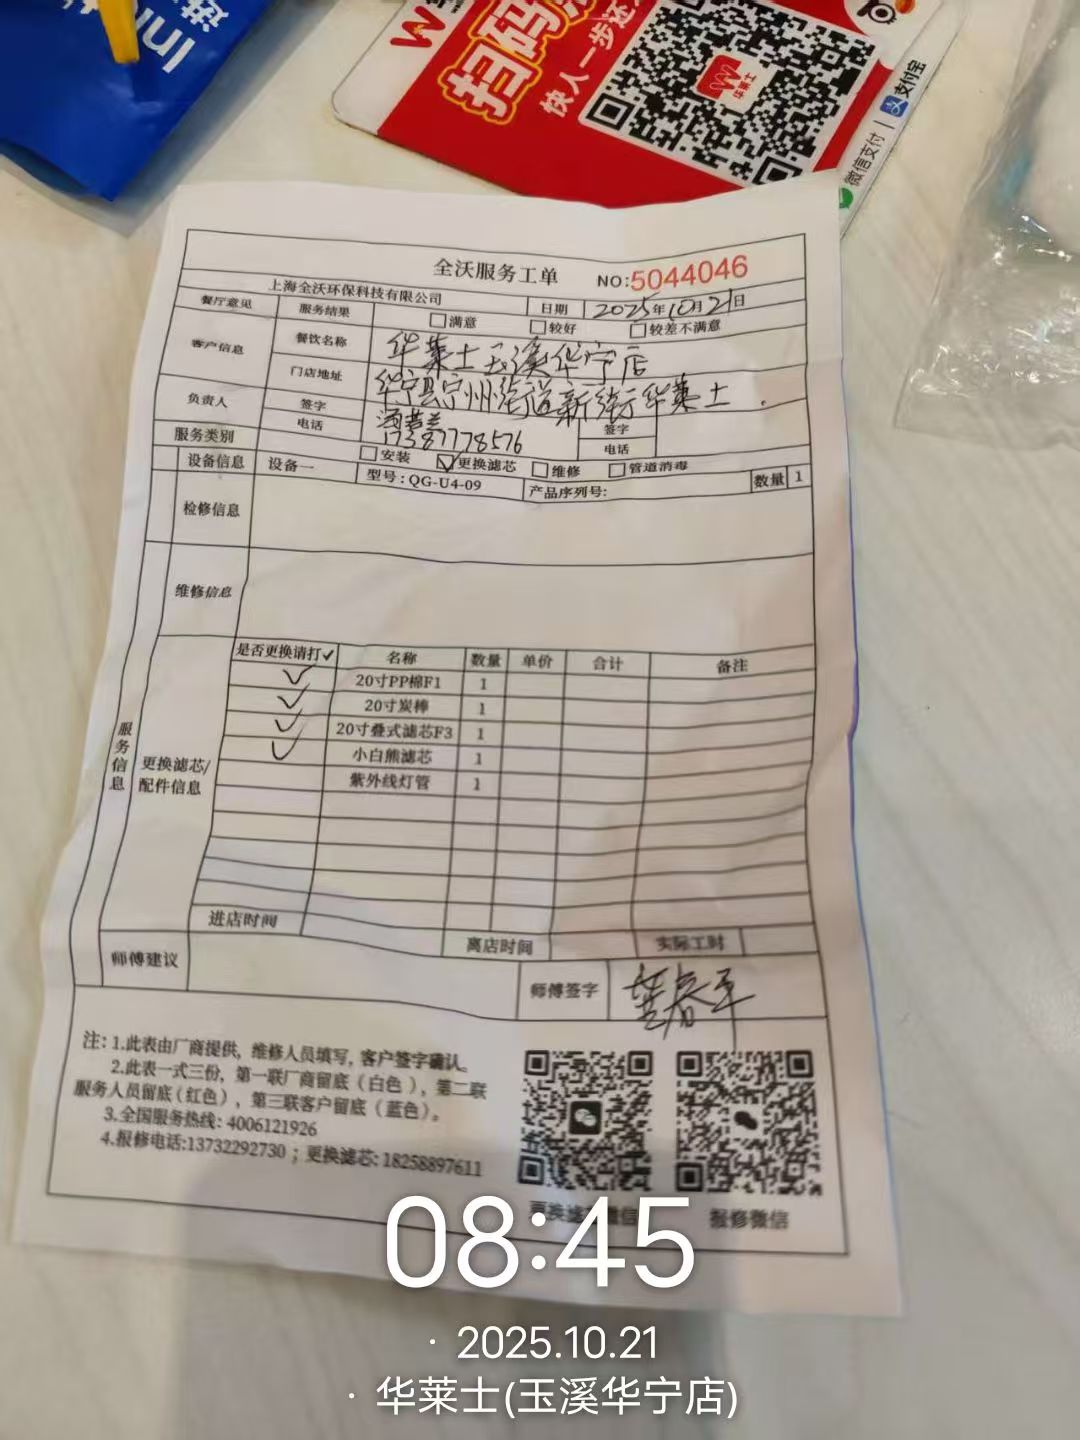 扫码
快人一步
华莱士
微信支付 | 支付宝
全沃服务工单 NO:5044046
上海全沃环保科技有限公司 日期 2025年10月21日
餐厅意见 服务结果 满意 较好 较差不满意
客户信息 餐饮名称 华莱士玉溪华宁店
门店地址 华宁县宁州街道新街华莱士
负责人 签字 签字
电话 17387778576 电话
服务类别 安装 更换滤芯 维修 管道消毒
设备信息 设备一 型号:QG-U4-09 产品序列号: 数量 1
检修信息
维修信息
服务信息
更换滤芯/配件信息
是否更换请打✓ 名称 数量 单价 合计 备注
✓ 20寸PP棉F1 1
✓ 20寸炭棒 1
✓ 20寸叠式滤芯F3 1
✓ 小白熊滤芯 1
紫外线灯管 1
进店时间 离店时间 实际工时
师傅建议 师傅签字
注: 1.此表由厂商提供, 维修人员填写, 客户签字确认。
2.此表一式三份, 第一联厂商留底(白色), 第二联
服务人员留底(红色), 第三联客户留底(蓝色)。
3.全国服务热线: 4006121926
4.报修电话:13732292730 ; 更换滤芯: 18258897611
报修微信
08:45
· 2025.10.21
· 华莱士(玉溪华宁店)